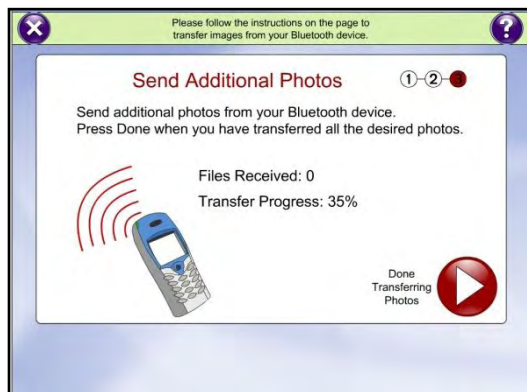 Please follow the instructions on the page to
transfer images from your Bluetooth device.
?
Send Additional Photos
1 2 3
Send additional photos from your Bluetooth device.
Press Done when you have transferred all the desired photos.
Files Received: 0
Transfer Progress: 35%
Done
Transferring
Photos